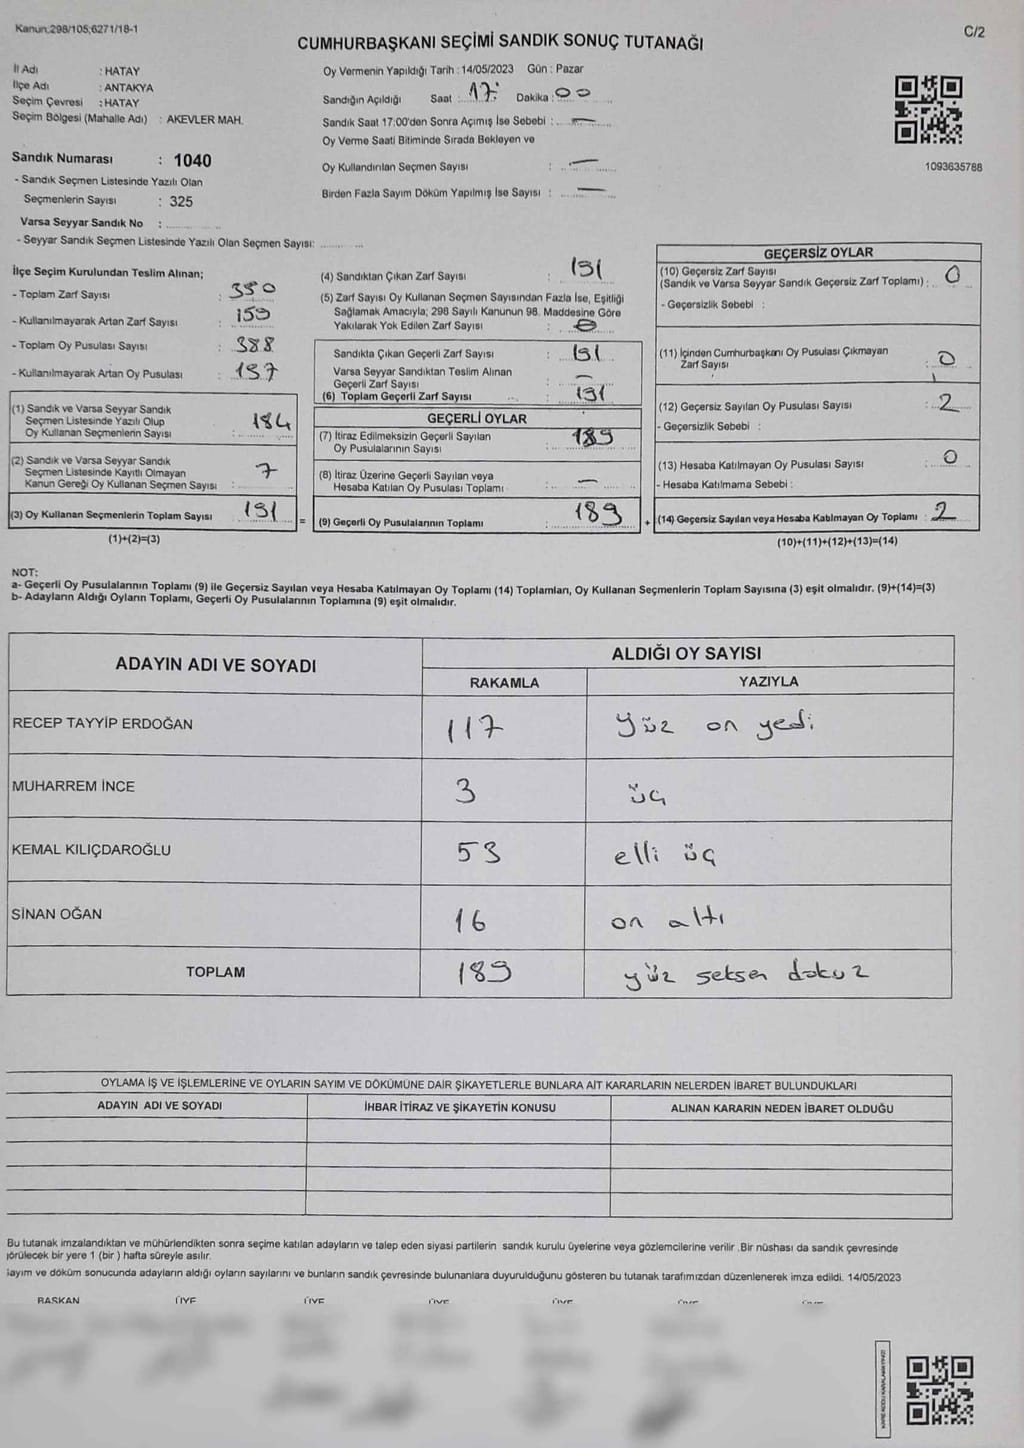 Kanun:298/105;6271/18-1
C/2
CUMHURBAŞKANI SEÇİMİ SANDIK SONUÇ TUTANAĞI
İl Adı : HATAY
İlçe Adı : ANTAKYA
Seçim Çevresi : HATAY
Seçim Bölgesi (Mahalle Adı) : AKEVLER MAH.
Sandık Numarası : 1040
- Sandık Seçmen Listesinde Yazılı Olan
Seçmenlerin Sayısı : 325
Varsa Seyyar Sandık No :
- Seyyar Sandık Seçmen Listesinde Yazılı Olan Seçmen Sayısı:
Oy Vermenin Yapıldığı Tarih : 14/05/2023 Gün : Pazar
Sandığın Açıldığı Saat : 17: Dakika : 00
Sandık Saat 17:00'den Sonra Açımış İse Sebebi : —
Oy Verme Saati Bitiminde Sırada Bekleyen ve
Oy Kullandırılan Seçmen Sayısı : —
Birden Fazla Sayım Döküm Yapılmış İse Sayısı : —
1093635788
İlçe Seçim Kurulundan Teslim Alınan;
- Toplam Zarf Sayısı : 350
- Kullanılmayarak Artan Zarf Sayısı : 159
- Toplam Oy Pusulası Sayısı : 388
- Kullanılmayarak Artan Oy Pusulası : 197
(1) Sandık ve Varsa Seyyar Sandık
Seçmen Listesinde Yazılı Olup
Oy Kullanan Seçmenlerin Sayısı : 184
(2) Sandık ve Varsa Seyyar Sandık
Seçmen Listesinde Kayıtlı Olmayan
Kanun Gereği Oy Kullanan Seçmen Sayısı : 7
(3) Oy Kullanan Seçmenlerin Toplam Sayısı : 191
(1)+(2)=(3)
=
(4) Sandıktan Çıkan Zarf Sayısı : 191
(5) Zarf Sayısı Oy Kullanan Seçmen Sayısından Fazla İse, Eşitliği
Sağlamak Amacıyla; 298 Sayılı Kanunun 98. Maddesine Göre
Yakılarak Yok Edilen Zarf Sayısı : 0
Sandıkta Çıkan Geçerli Zarf Sayısı : 191
Varsa Seyyar Sandıktan Teslim Alınan
Geçerli Zarf Sayısı : —
(6) Toplam Geçerli Zarf Sayısı : 191
GEÇERLİ OYLAR
(7) İtiraz Edilmeksizin Geçerli Sayılan
Oy Pusulalarının Sayısı : 189
(8) İtiraz Üzerine Geçerli Sayılan veya
Hesaba Katılan Oy Pusulası Toplamı : —
(9) Geçerli Oy Pusulalarının Toplamı : 189
+
GEÇERSİZ OYLAR
(10) Geçersiz Zarf Sayısı
(Sandık ve Varsa Seyyar Sandık Geçersiz Zarf Toplamı) : 0
- Geçersizlik Sebebi :
(11) İçinden Cumhurbaşkanı Oy Pusulası Çıkmayan
Zarf Sayısı : 0
(12) Geçersiz Sayılan Oy Pusulası Sayısı : 2
- Geçersizlik Sebebi :
(13) Hesaba Katılmayan Oy Pusulası Sayısı : 0
- Hesaba Katılmama Sebebi :
(14) Geçersiz Sayılan veya Hesaba Katılmayan Oy Toplamı : 2
(10)+(11)+(12)+(13)=(14)
NOT:
a- Geçerli Oy Pusulalarının Toplamı (9) ile Geçersiz Sayılan veya Hesaba Katılmayan Oy Toplamı (14) Toplamları, Oy Kullanan Seçmenlerin Toplam Sayısına (3) eşit olmalıdır. (9)+(14)=(3)
b- Adayların Aldığı Oyların Toplamı, Geçerli Oy Pusulalarının Toplamına (9) eşit olmalıdır.
ADAYIN ADI VE SOYADI ALDIĞI OY SAYISI
RAKAMLA YAZIYLA
RECEP TAYYİP ERDOĞAN 117 yüz on yedi
MUHARREM İNCE 3 üç
KEMAL KILIÇDAROĞLU 53 elli üç
SİNAN OĞAN 16 on altı
TOPLAM 189 yüz seksen dokuz
OYLAMA İŞ VE İŞLEMLERİNE VE OYLARIN SAYIM VE DÖKÜMÜNE DAİR ŞİKAYETLERLE BUNLARA AİT KARARLARIN NELERDEN İBARET BULUNDUKLARI
ADAYIN ADI VE SOYADI İHBAR İTİRAZ VE ŞİKAYETİN KONUSU ALINAN KARARIN NEDEN İBARET OLDUĞU
Bu tutanak imzalandıktan ve mühürlendikten sonra seçime katılan adayların ve talep eden siyasi partilerin sandık kurulu üyelerine veya gözlemcilerine verilir .Bir nüshası da sandık çevresinde
görülecek bir yere 1 (bir ) hafta süreyle asılır.
Sayım ve döküm sonucunda adayların aldığı oyların sayılarını ve bunların sandık çevresinde bulunanlara duyurulduğunu gösteren bu tutanak tarafımızdan düzenlenerek imza edildi. 14/05/2023
BAŞKAN ÜYE ÜYE ÜYE ÜYE